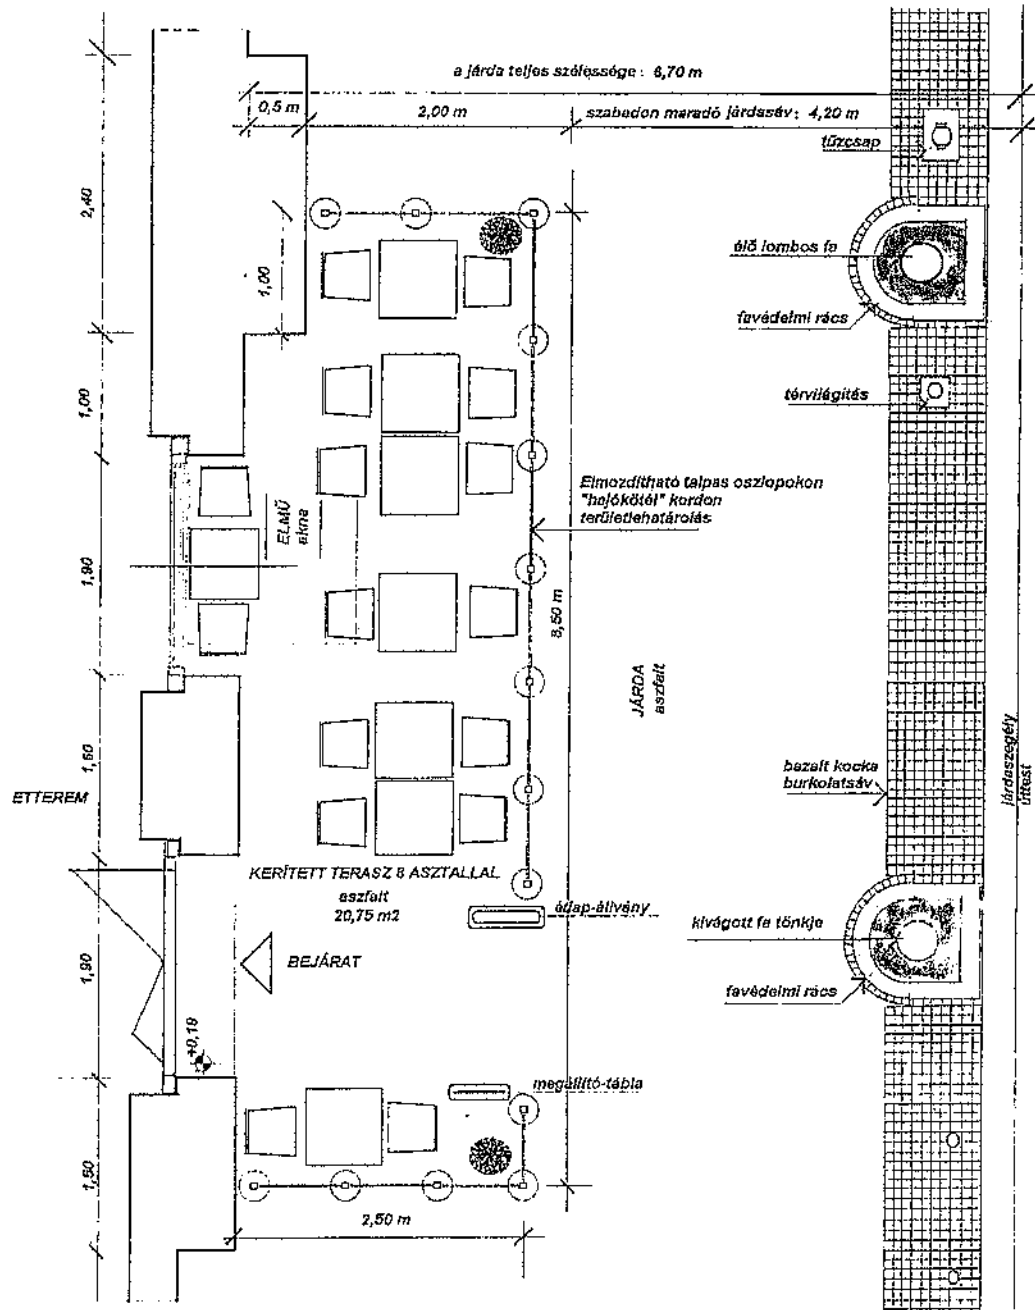 a járda teljes szélessége : 6,70 m
0,5 m
2,00 m
szabadon maradó járdasáv : 4,20 m
tűzcsap
2,40
1,00
élő lombos fa
favédelmi rács
1,00
térvilágítás
Elmozdítható talpas oszlopokon
"hajókötél" kordon
területlehatárolás
ELMŰ
akna
1,90
8,50 m
JÁRDA
aszfalt
1,50
ETTEREM
bazalt kocka
burkolatsáv
járdaszegély
úttest
KERÍTETT TERASZ 8 ASZTALLAL
aszfalt
20,75 m2
étlap-állvány
kivágott fa tönkje
BEJÁRAT
1,90
favédelmi rács
+0,19
megállító-tábla
1,50
2,50 m